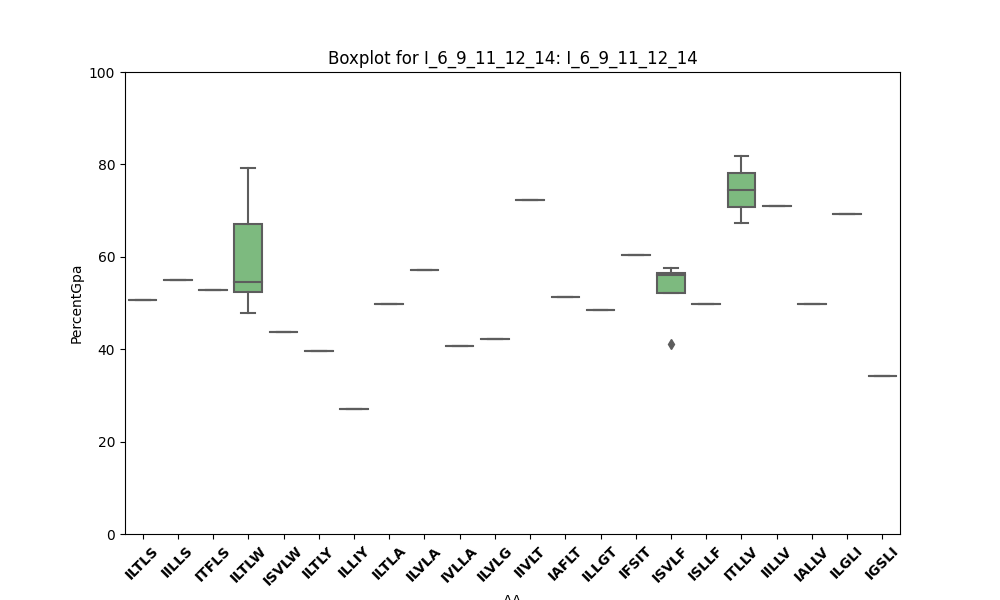 Boxplot for I_6_9_11_12_14: I_6_9_11_12_14
100
80
60
40
20
0
PercentGpa
ILTLS
IILLS
ITFLS
ILTLW
ISVLW
ILTLY
ILLIY
ILTLA
ILVLA
IVLLA
ILVLG
IIVLT
IAFLT
ILLGT
IFSIT
ISVLF
ISLLF
ITLLV
IILLV
IALLV
ILGLI
IGSLI
AA